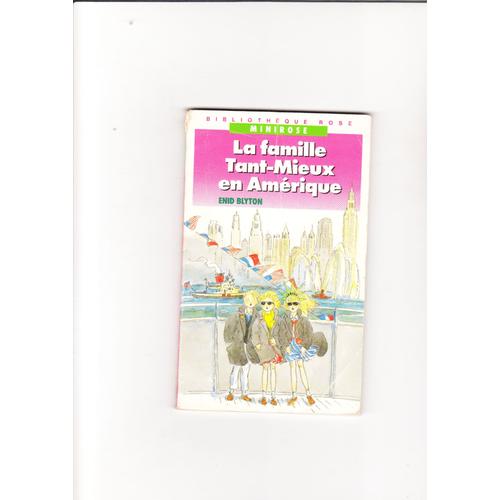 BIBLIOTHÈQUE ROSE
MINIROSE
La famille
Tant-Mieux
en Amérique
ENID BLYTON